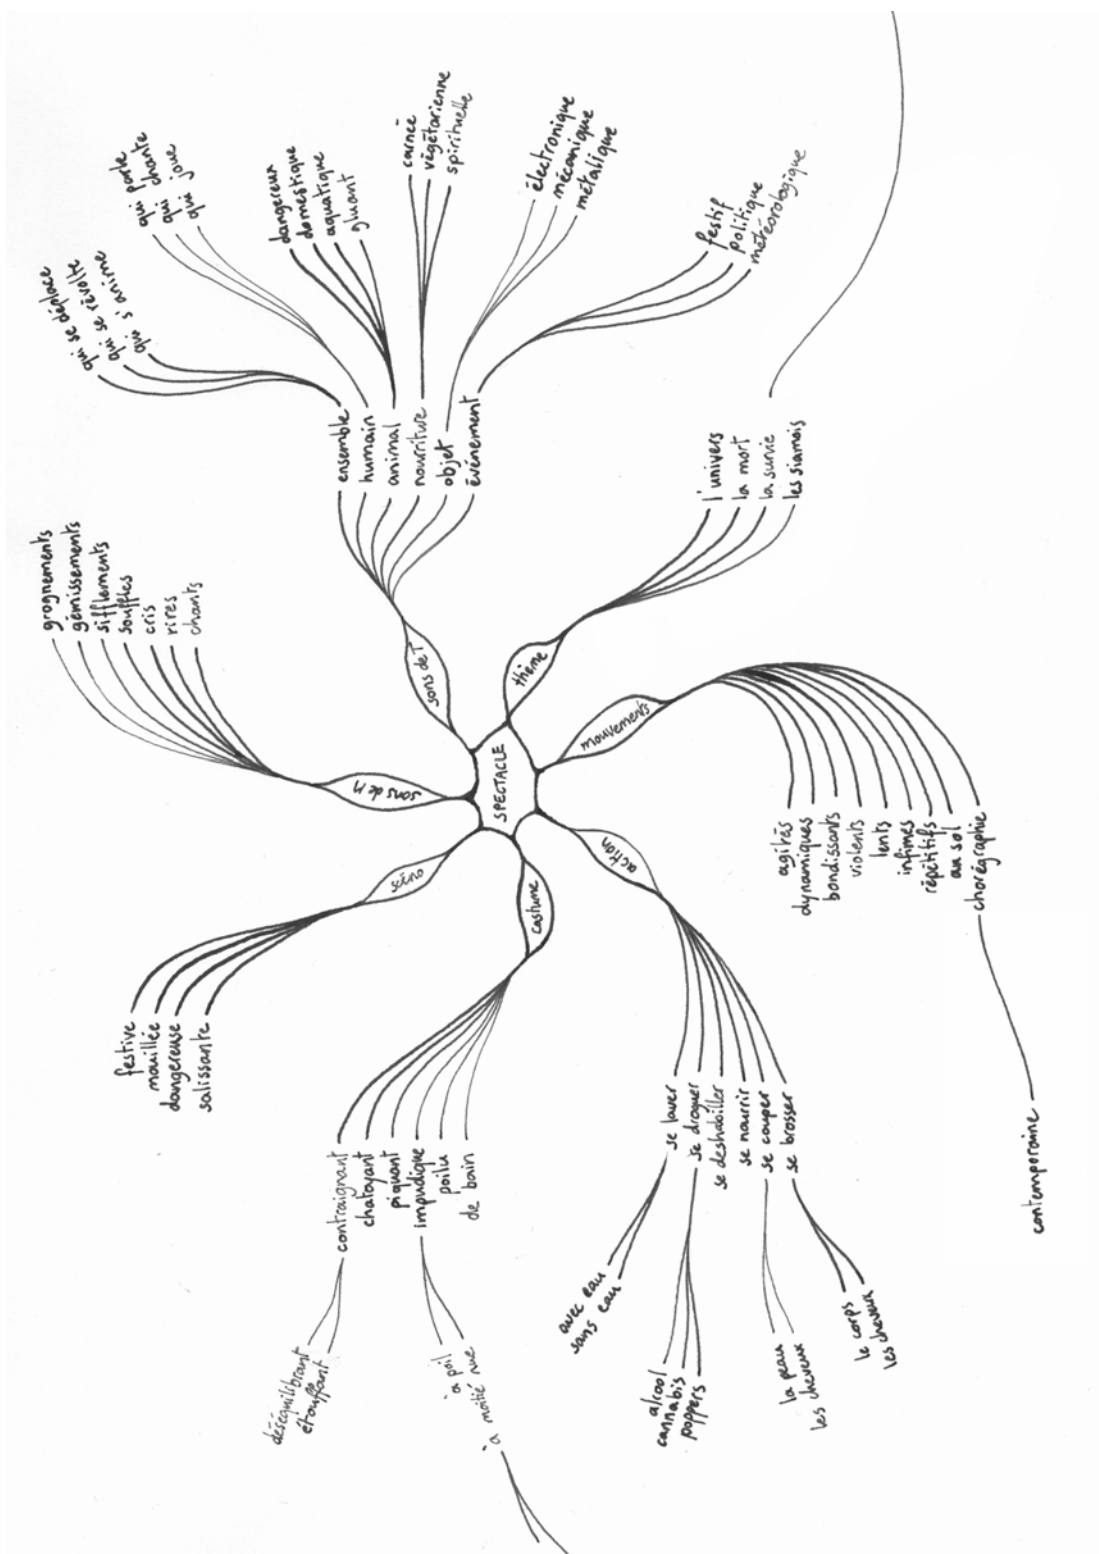 SPECTACLE
sons de T
ensemble
qui se déplace
qui se révolte
qui s'anime
humain
qui parle
qui chante
qui joue
animal
dangereux
domestique
aquatique
gluant
nourriture
carnée
végétarienne
spirituelle
objet
électronique
mécanique
métallique
événement
festif
politique
météorologique
thème
l'univers
la mort
la survie
les siamois
mouvements
agités
dynamiques
bondissants
violents
lents
infimes
répétitifs
au sol
chorégraphie
contemporaine
action
se laver
avec eau
sans eau
se droguer
alcool
cannabis
poppers
se deshabiller
se nourrir
se couper
la peau
les cheveux
se brosser
le corps
les cheveux
costume
contraignant
déséquilibrant
étouffant
chatoyant
piquant
impudique
à poil
à moitié nue
poilu
de bain
scéno
festive
mouillée
dangereuse
salissante
sons de M
grognements
gémissements
sifflements
souffles
cris
rires
chants